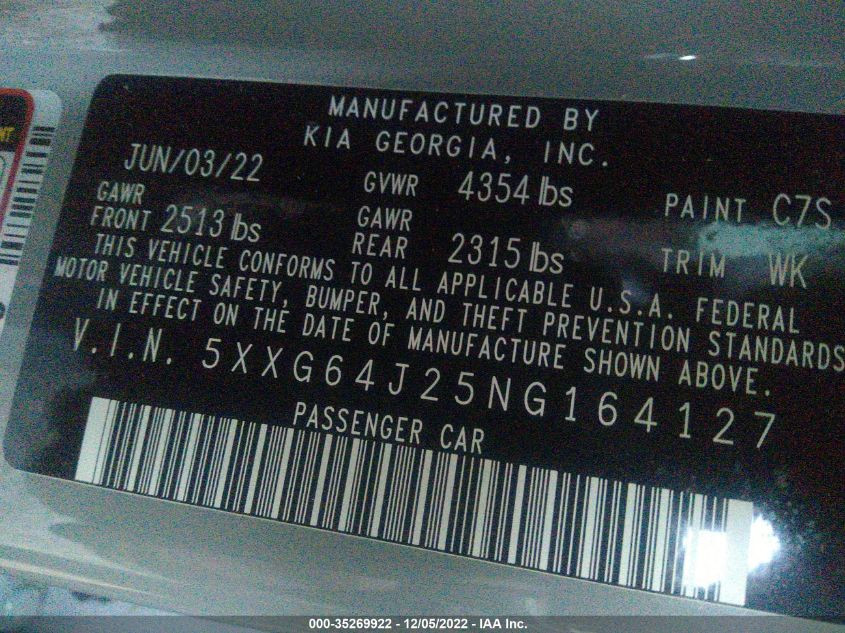 MANUFACTURED BY
KIA GEORGIA, INC.
JUN/03/22 GVWR 4354 lbs PAINT C7S
GAWR FRONT 2513 lbs GAWR REAR 2315 lbs TRIM WK
THIS VEHICLE CONFORMS TO ALL APPLICABLE U.S.A. FEDERAL
MOTOR VEHICLE SAFETY, BUMPER, AND THEFT PREVENTION STANDARDS
IN EFFECT ON THE DATE OF MANUFACTURE SHOWN ABOVE.
V.I.N. 5XXG64J25NG164127
PASSENGER CAR
000-35269922 - 12/05/2022 - IAA Inc.